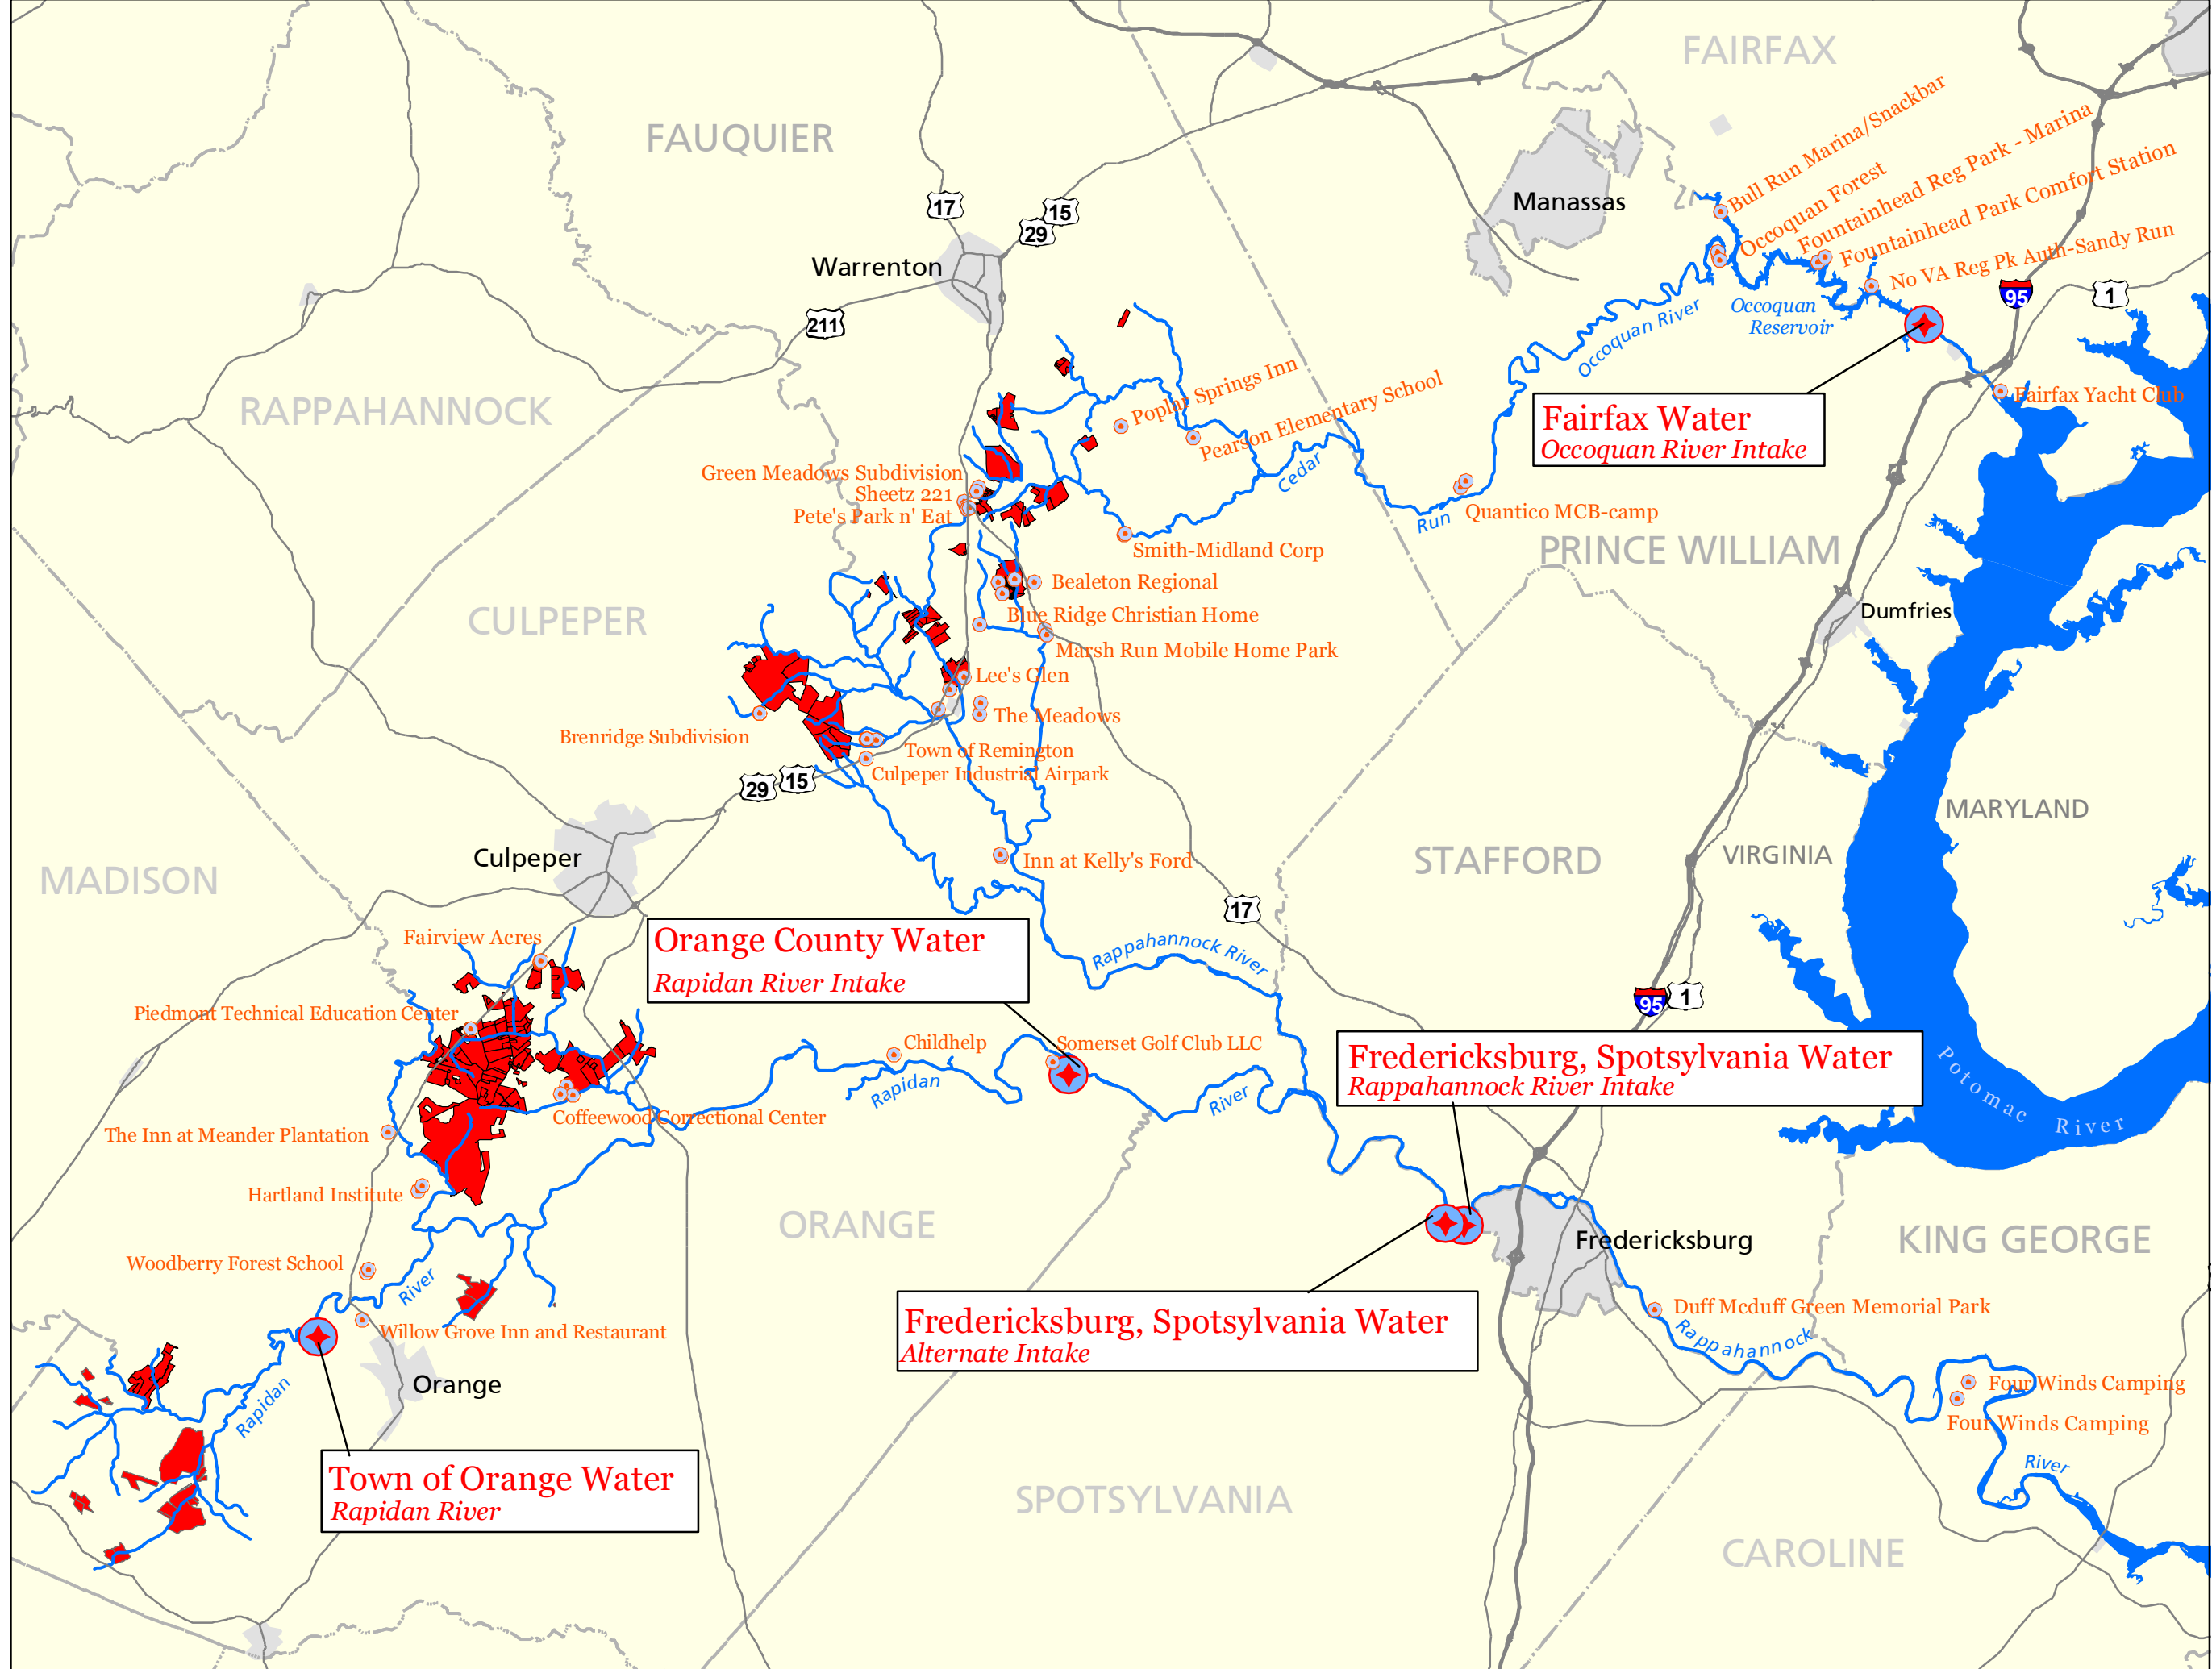 FAIRFAX
FAUQUIER
Bull Run Marina/Snackbar
Occoquan Forest
Fountainhead Reg Park - Marina
Fountainhead Park Comfort Station
No VA Reg Pk Auth-Sandy Run
Manassas
17
15
29
Warrenton
211
95
1
Occoquan River
Occoquan
Reservoir
RAPPAHANNOCK
Poplar Springs Inn
Pearson Elementary School
Fairfax Yacht Club
Fairfax Water
Occoquan River Intake
Green Meadows Subdivision
Sheetz 221
Pete's Park n' Eat
Cedar
Run
Quantico MCB-camp
Smith-Midland Corp
PRINCE WILLIAM
Bealeton Regional
Blue Ridge Christian Home
CULPEPER
Dumfries
Marsh Run Mobile Home Park
Lee's Glen
The Meadows
Brenridge Subdivision
Town of Remington
Culpeper Industrial Airpark
29
15
MARYLAND
VIRGINIA
Culpeper
Inn at Kelly's Ford
STAFFORD
MADISON
17
Fairview Acres
Orange County Water
Rapidan River Intake
Rappahannock River
95
1
Piedmont Technical Education Center
Childhelp
Somerset Golf Club LLC
Fredericksburg, Spotsylvania Water
Rappahannock River Intake
Potomac River
Rapidan
River
Coffeewood Correctional Center
The Inn at Meander Plantation
Hartland Institute
ORANGE
Fredericksburg
KING GEORGE
Woodberry Forest School
River
Willow Grove Inn and Restaurant
Duff Mcduff Green Memorial Park
Fredericksburg, Spotsylvania Water
Alternate Intake
Rappahannock
Orange
Rapidan
Four Winds Camping
Four Winds Camping
River
Town of Orange Water
Rapidan River
SPOTSYLVANIA
CAROLINE